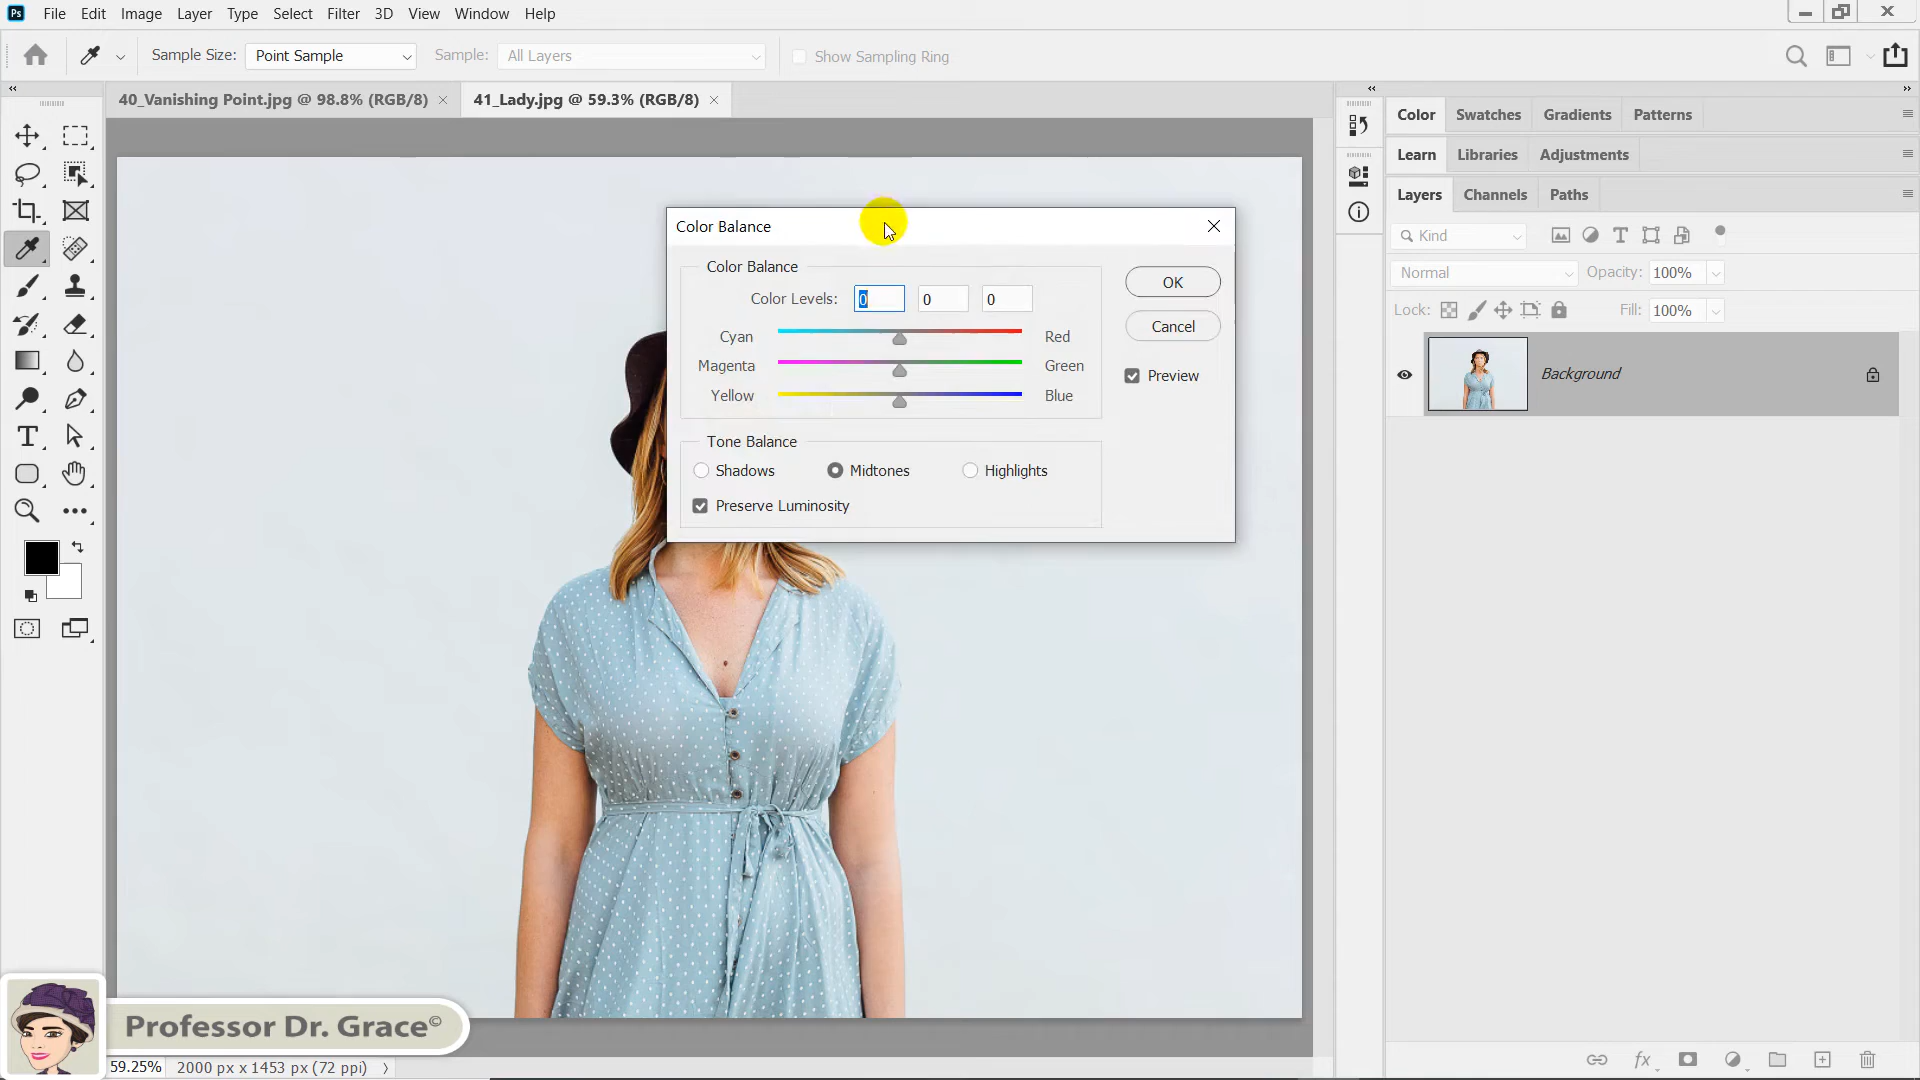 Ps File Edit Image Layer Type Select Filter 3D View Window Help
Sample Size: Point Sample Sample: All Layers Show Sampling Ring
40_Vanishing Point.jpg @ 98.8% (RGB/8) 41_Lady.jpg @ 59.3% (RGB/8)
Color Swatches Gradients Patterns
Learn Libraries Adjustments
Layers Channels Paths
Kind
Normal Opacity: 100%
Lock: Fill: 100%
Background
Color Balance
Color Balance
Color Levels: 0 0 0
Cyan Red
Magenta Green
Yellow Blue
OK
Cancel
Preview
Tone Balance
Shadows Midtones Highlights
Preserve Luminosity
Professor Dr. Grace©
59.25% 2000 px x 1453 px (72 ppi)